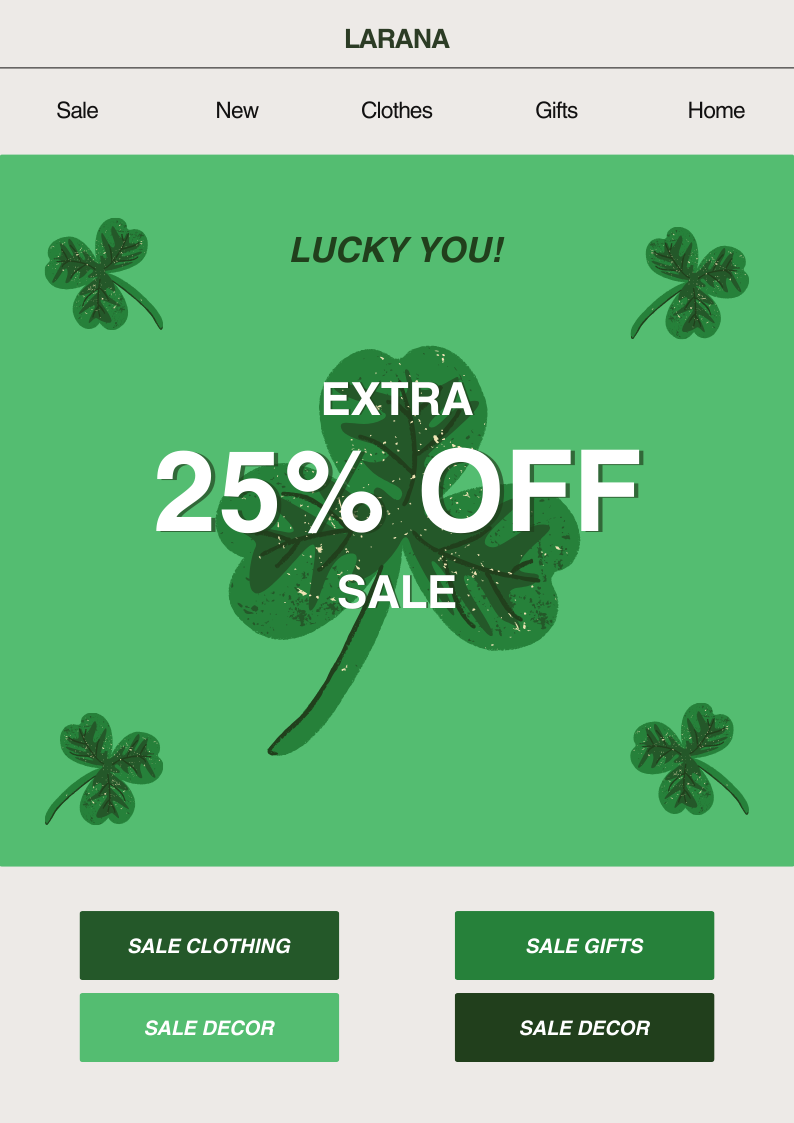 LARANA
Sale New Clothes Gifts Home
LUCKY YOU!
EXTRA
25% OFF
SALE
SALE CLOTHING SALE GIFTS
SALE DECOR SALE DECOR